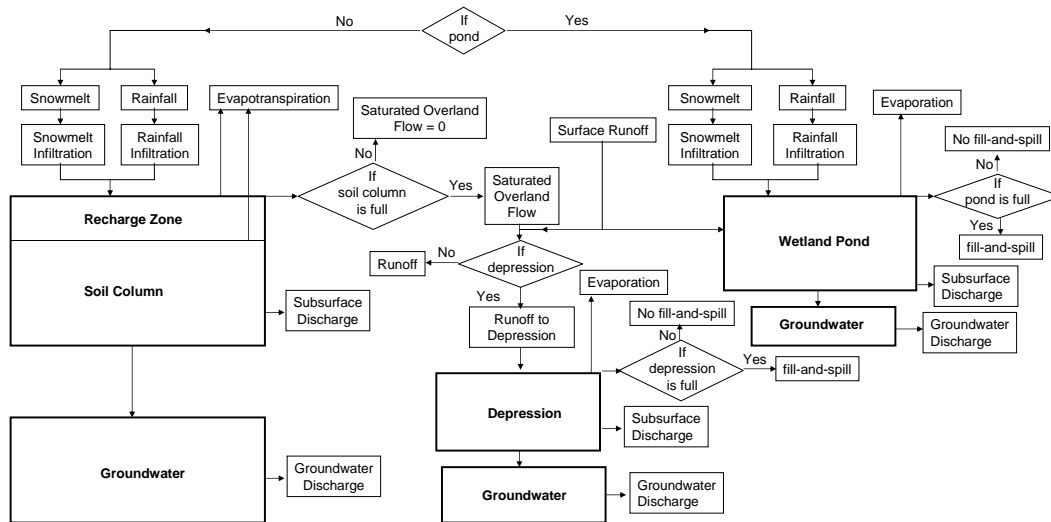 If
pond
No
Yes
Snowmelt
Rainfall
Evapotranspiration
Snowmelt
Infiltration
Rainfall
Infiltration
Saturated Overland
Flow = 0
No
If
soil column
is full
Yes
Saturated
Overland
Flow
Surface Runoff
Snowmelt
Rainfall
Evaporation
Snowmelt
Infiltration
Rainfall
Infiltration
No fill-and-spill
No
If
pond is full
Yes
fill-and-spill
Recharge Zone
Soil Column
Subsurface
Discharge
Groundwater
Groundwater
Discharge
Runoff
No
If
depression
Yes
Runoff to
Depression
Evaporation
No fill-and-spill
No
If
depression
is full
Yes
fill-and-spill
Depression
Subsurface
Discharge
Groundwater
Groundwater
Discharge
Wetland Pond
Subsurface
Discharge
Groundwater
Groundwater
Discharge